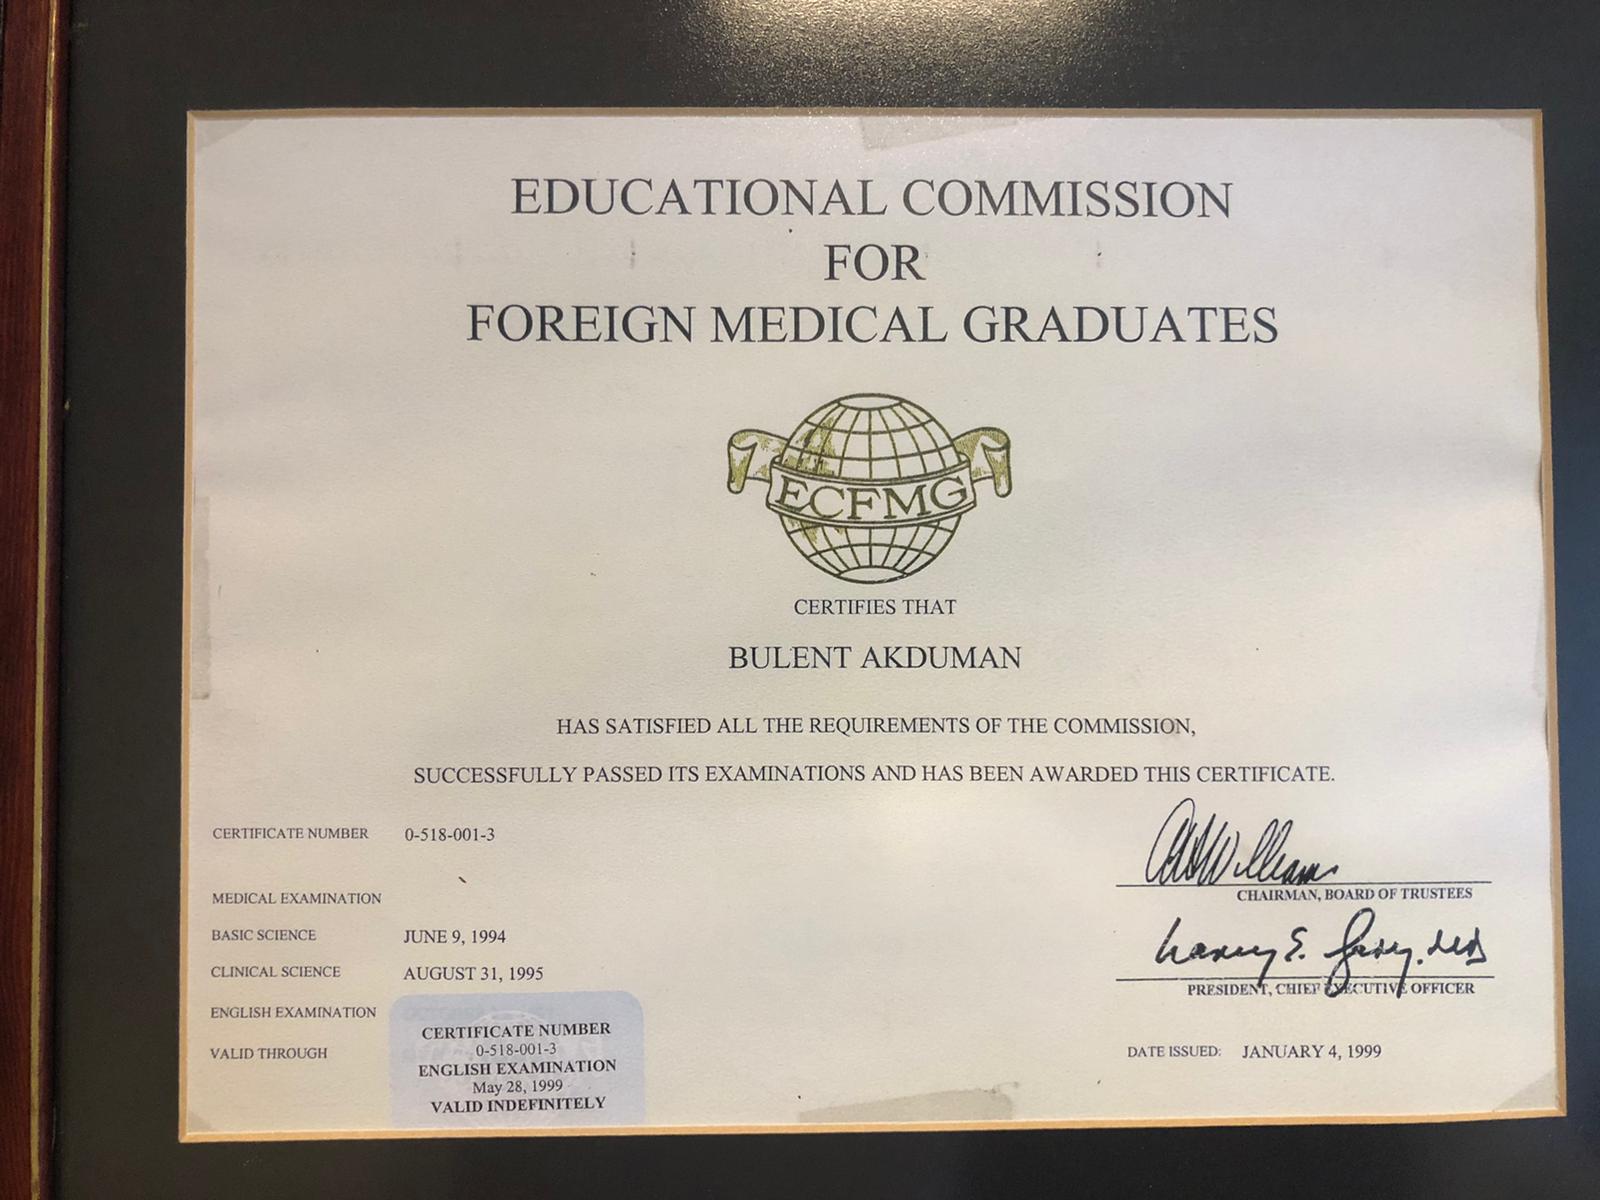 EDUCATIONAL COMMISSION
FOR
FOREIGN MEDICAL GRADUATES
ECFMG
CERTIFIES THAT
BULENT AKDUMAN
HAS SATISFIED ALL THE REQUIREMENTS OF THE COMMISSION,
SUCCESSFULLY PASSED ITS EXAMINATIONS AND HAS BEEN AWARDED THIS CERTIFICATE.
CERTIFICATE NUMBER 0-518-001-3
MEDICAL EXAMINATION
BASIC SCIENCE JUNE 9, 1994
CLINICAL SCIENCE AUGUST 31, 1995
ENGLISH EXAMINATION
VALID THROUGH
CERTIFICATE NUMBER
0-518-001-3
ENGLISH EXAMINATION
May 28, 1999
VALID INDEFINITELY
Williams
CHAIRMAN, BOARD OF TRUSTEES
Nancy E. Gary, MD
PRESIDENT, CHIEF EXECUTIVE OFFICER
DATE ISSUED: JANUARY 4, 1999